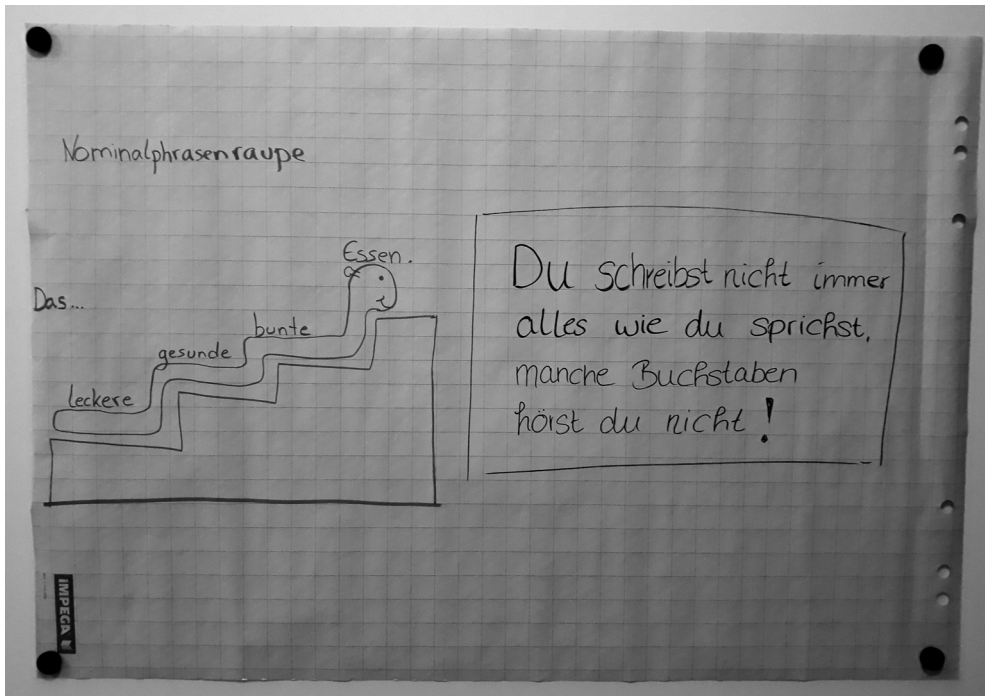 Nominalphrasenraupe
Das...
leckere
gesunde
bunte
Essen.
Du schreibst nicht immer
alles wie du sprichst,
manche Buchstaben
hörst du nicht!
IMPEGA